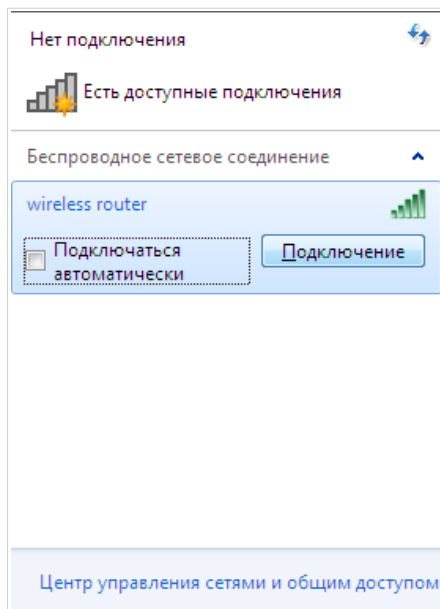 Нет подключения
Есть доступные подключения
Беспроводное сетевое соединение
wireless router
Подключаться
автоматически
Подключение
Центр управления сетями и общим доступом